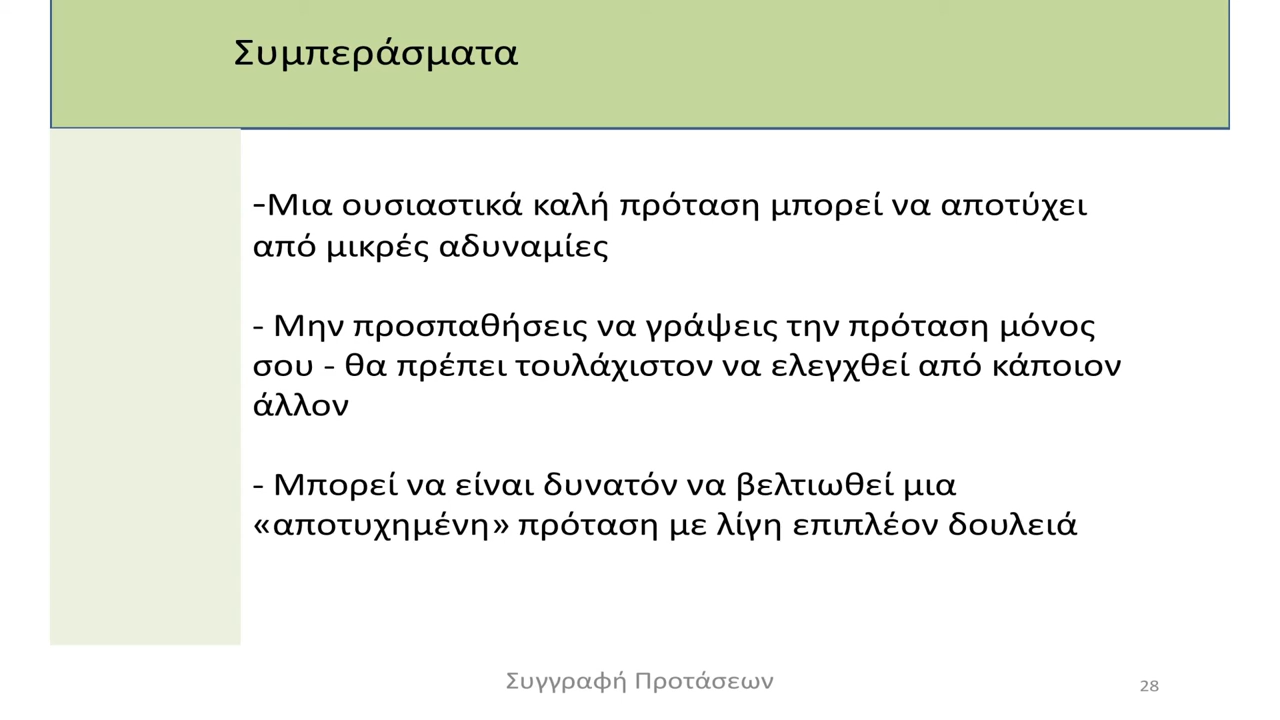 Συμπεράσματα
-Μια ουσιαστικά καλή πρόταση μπορεί να αποτύχει
από μικρές αδυναμίες
- Μην προσπαθήσεις να γράψεις την πρόταση μόνος
σου - θα πρέπει τουλάχιστον να ελεγχθεί από κάποιον
άλλον
- Μπορεί να είναι δυνατόν να βελτιωθεί μια
«αποτυχημένη» πρόταση με λίγη επιπλέον δουλειά
Συγγραφή Προτάσεων
28